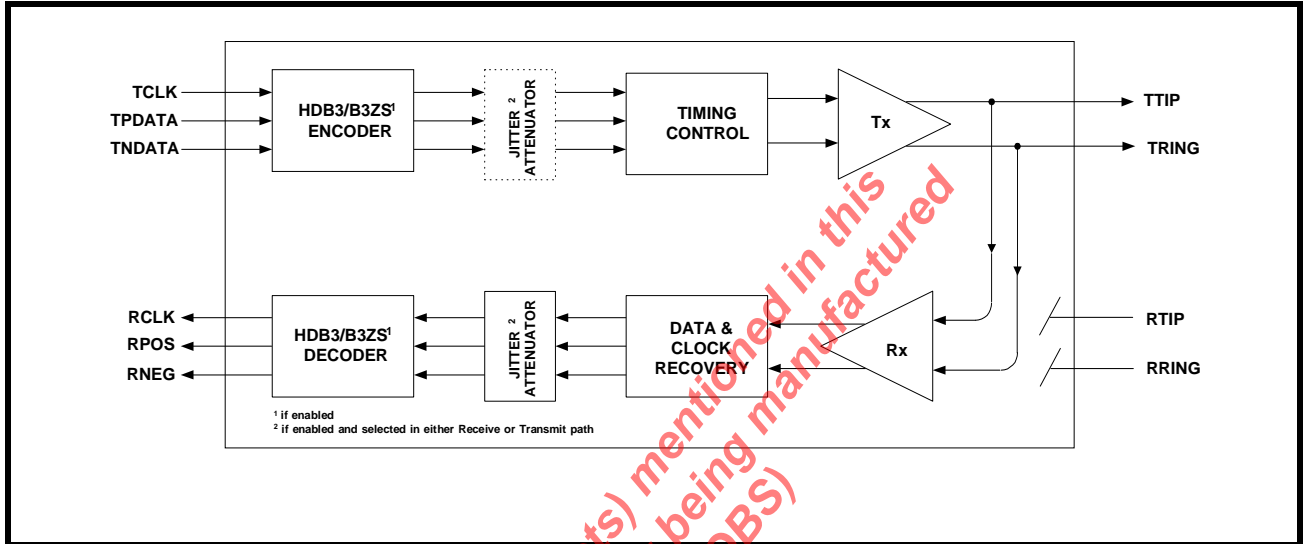 TCLK
TPDATA
TNDATA
HDB3/B3ZS1
ENCODER
JITTER 2
ATTENUATOR
TIMING
CONTROL
Tx
TTIP
TRING
RCLK
RPOS
RNEG
HDB3/B3ZS1
DECODER
JITTER 2
ATTENUATOR
DATA &
CLOCK
RECOVERY
Rx
RTIP
RRING
1 if enabled
2 if enabled and selected in either Receive or Transmit path
mentioned in this
being manufactured